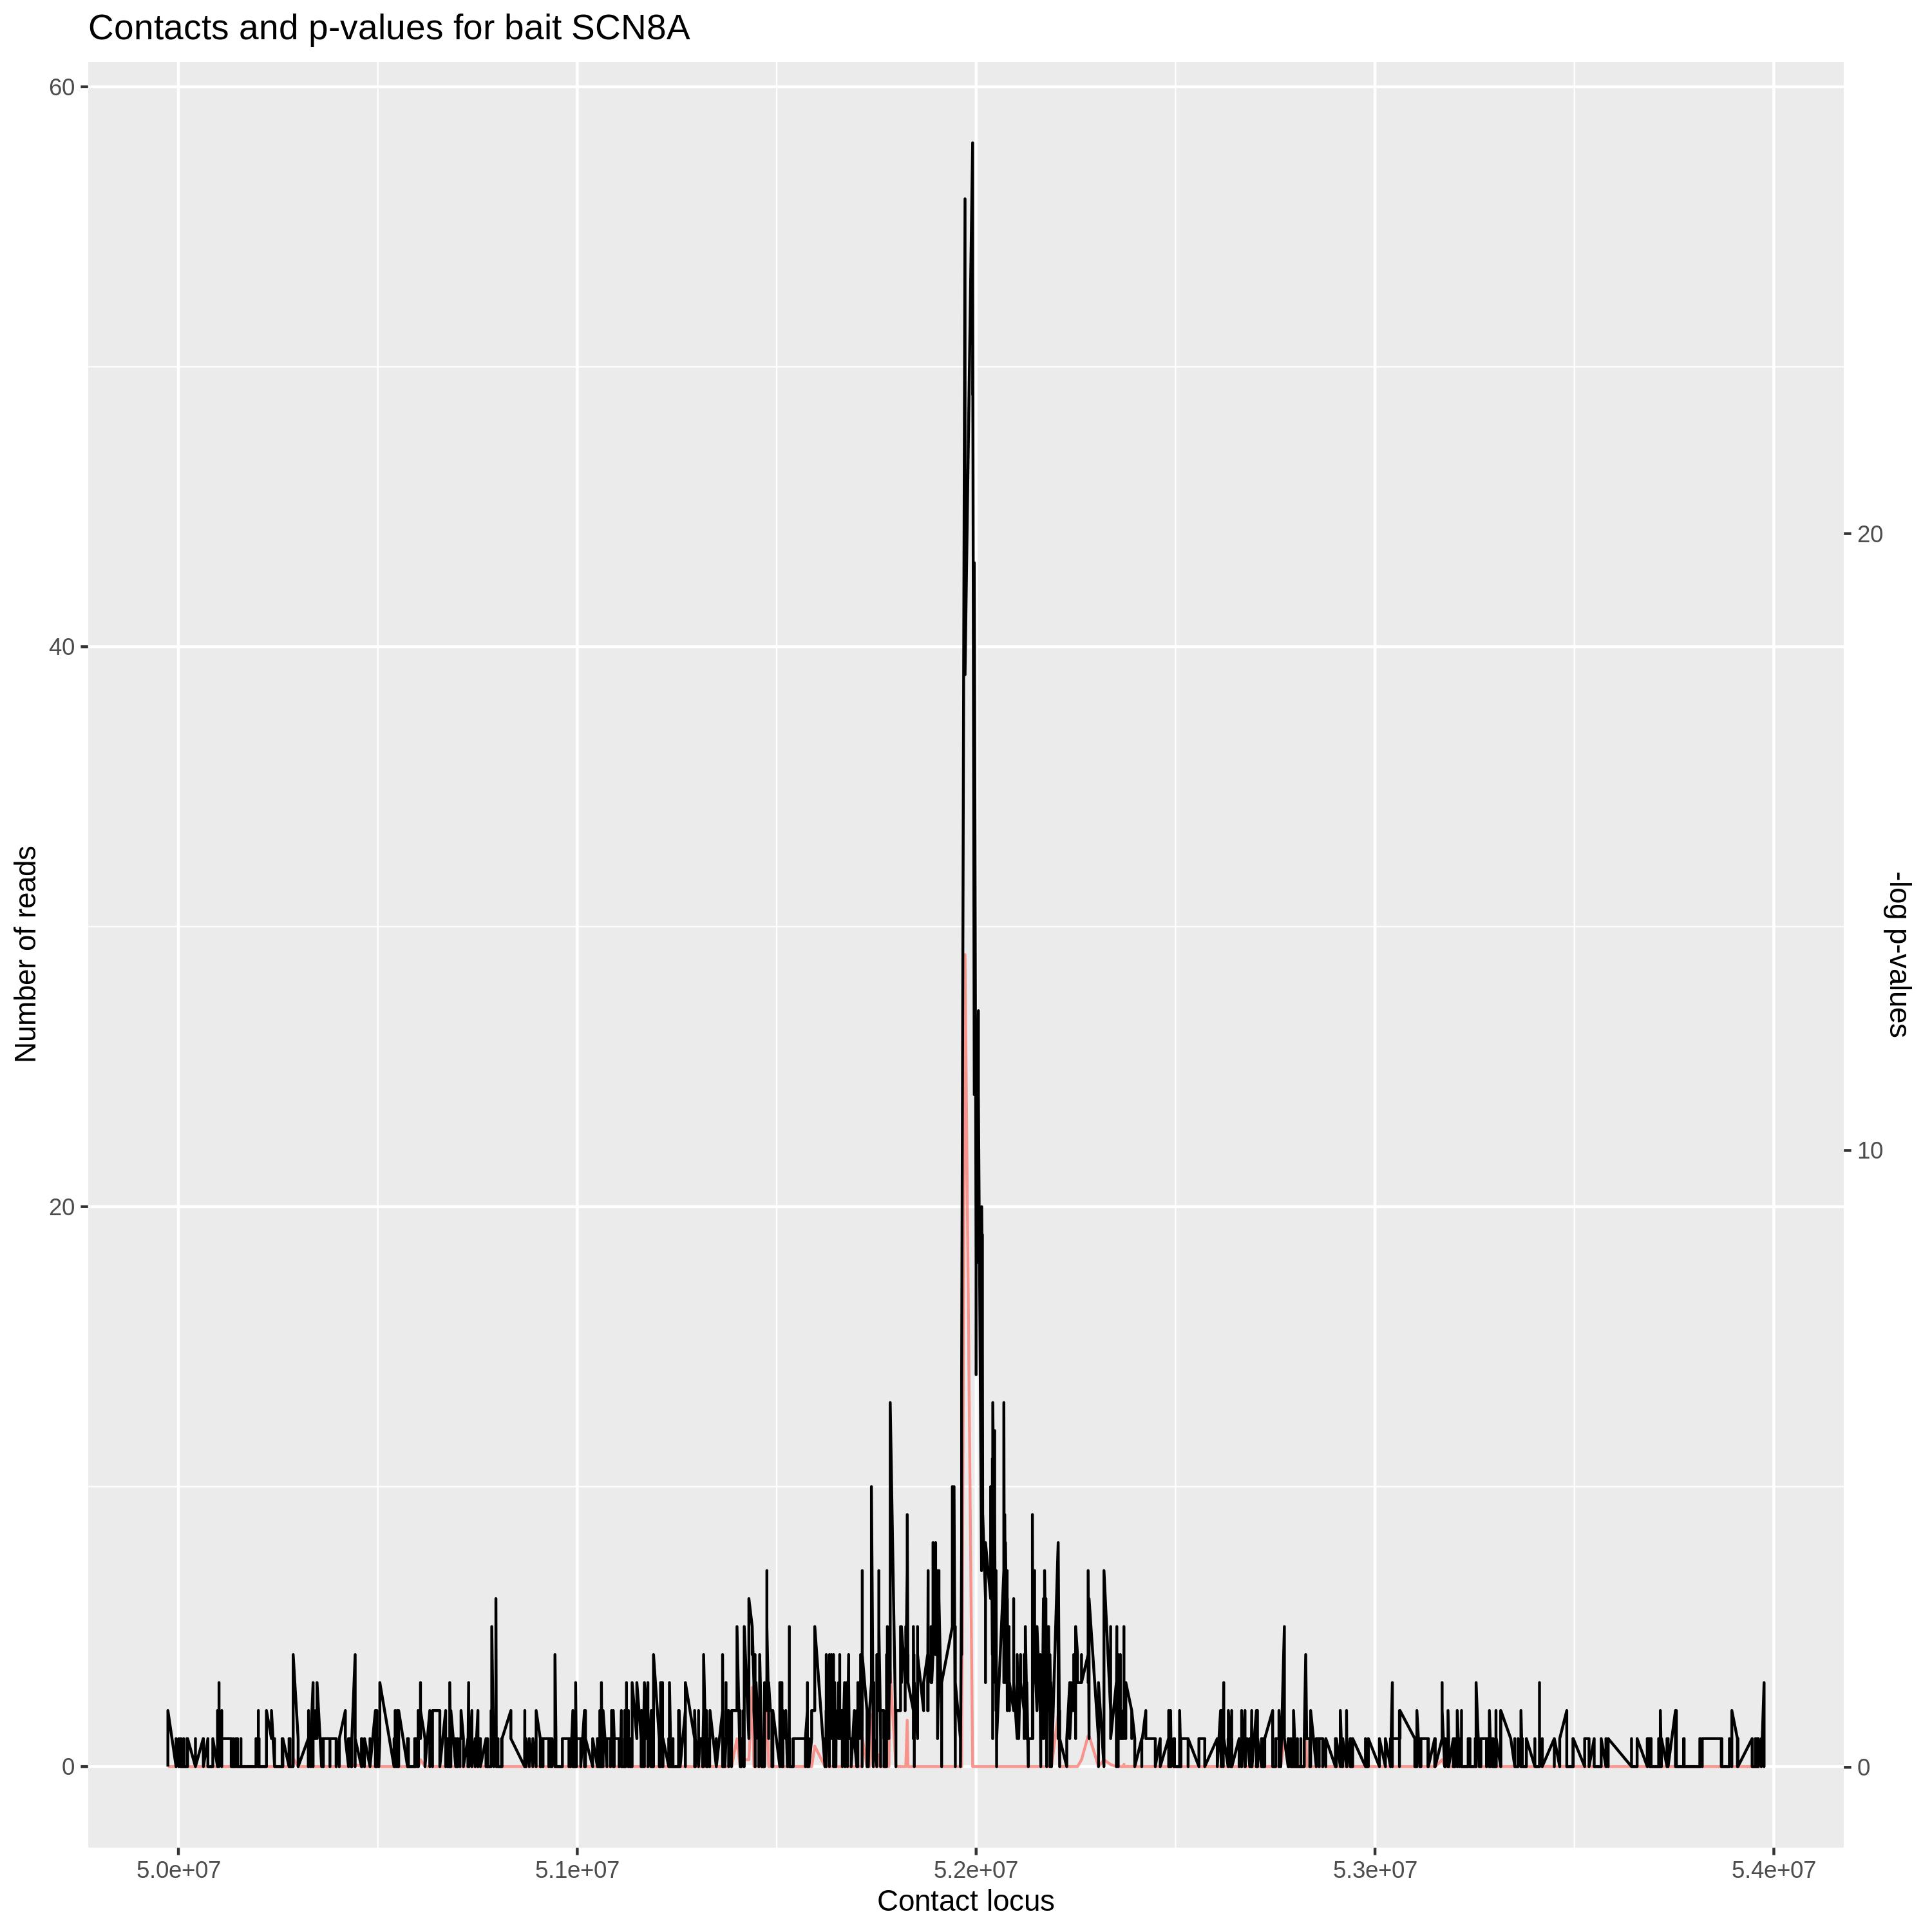 Contacts and p-values for bait SCN8A
60
40
20
0
Number of reads
20
10
0
-log p-values
5.0e+07 5.1e+07 5.2e+07 5.3e+07 5.4e+07
Contact locus